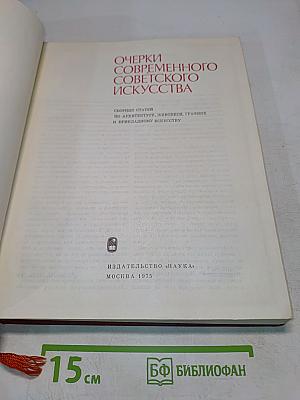 ОЧЕРКИ
СОВРЕМЕННОГО
СОВЕТСКОГО
ИСКУССТВА
СБОРНИК СТАТЕЙ
ПО АРХИТЕКТУРЕ, ЖИВОПИСИ, ГРАФИКЕ
И ПРИКЛАДНОМУ ИСКУССТВУ
ИЗДАТЕЛЬСТВО «НАУКА»
МОСКВА 1975
15 см
БФ БИБЛИОФАН